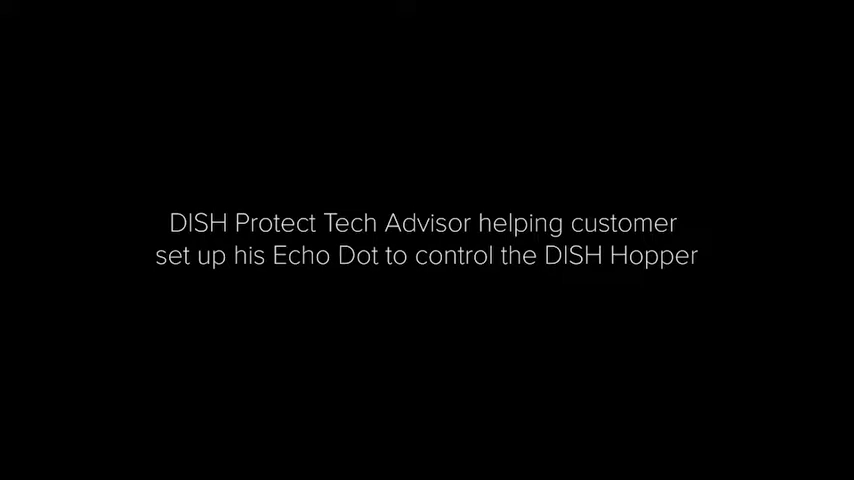 DISH Protect Tech Advisor helping customer
set up his Echo Dot to control the DISH Hopper